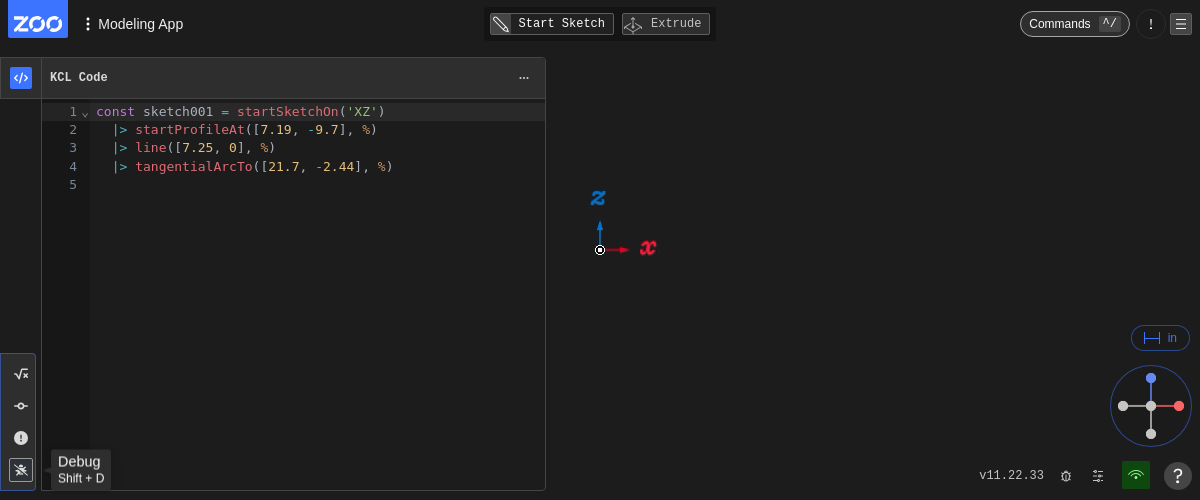 ZOO
Modeling App
Start Sketch
Extrude
Commands ^/
!
KCL Code
...
1 const sketch001 = startSketchOn('XZ')
2 |> startProfileAt([7.19, -9.7], %)
3 |> line([7.25, 0], %)
4 |> tangentialArcTo([21.7, -2.44], %)
5
z
x
in
Debug
Shift + D
v11.22.33
?